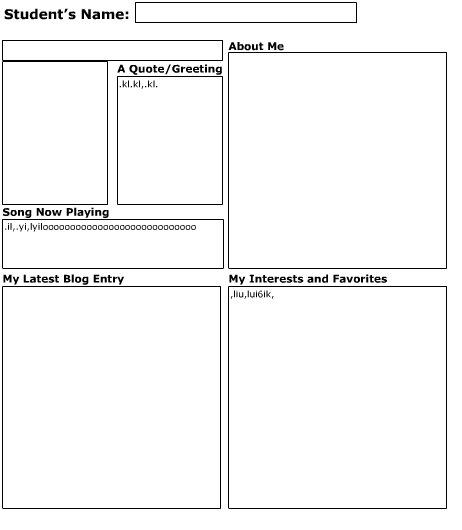 Student’s Name:
About Me
A Quote/Greeting
.kl.kl,.kl.
Song Now Playing
.il,.yi,lyiloooooooooooooooooooooooooooo
My Latest Blog Entry
My Interests and Favorites
,liu,lui6ik,